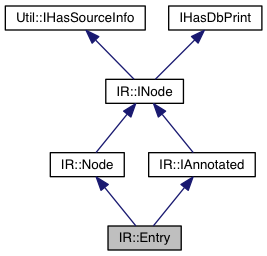 Util::IHasSourceInfo
IHasDbPrint
IR::INode
IR::Node
IR::IAnnotated
IR::Entry